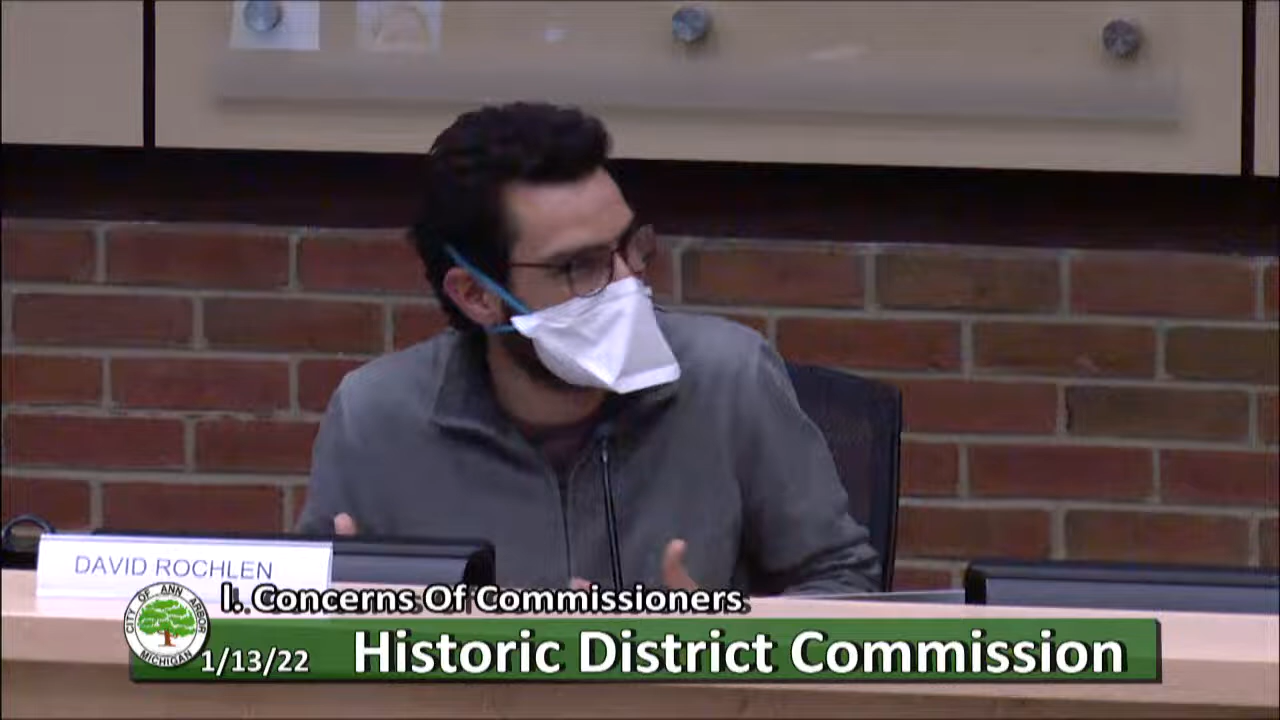 DAVID ROCHLEN
I. Concerns Of Commissioners
CITY OF ANN ARBOR
MICHIGAN
1/13/22
Historic District Commission